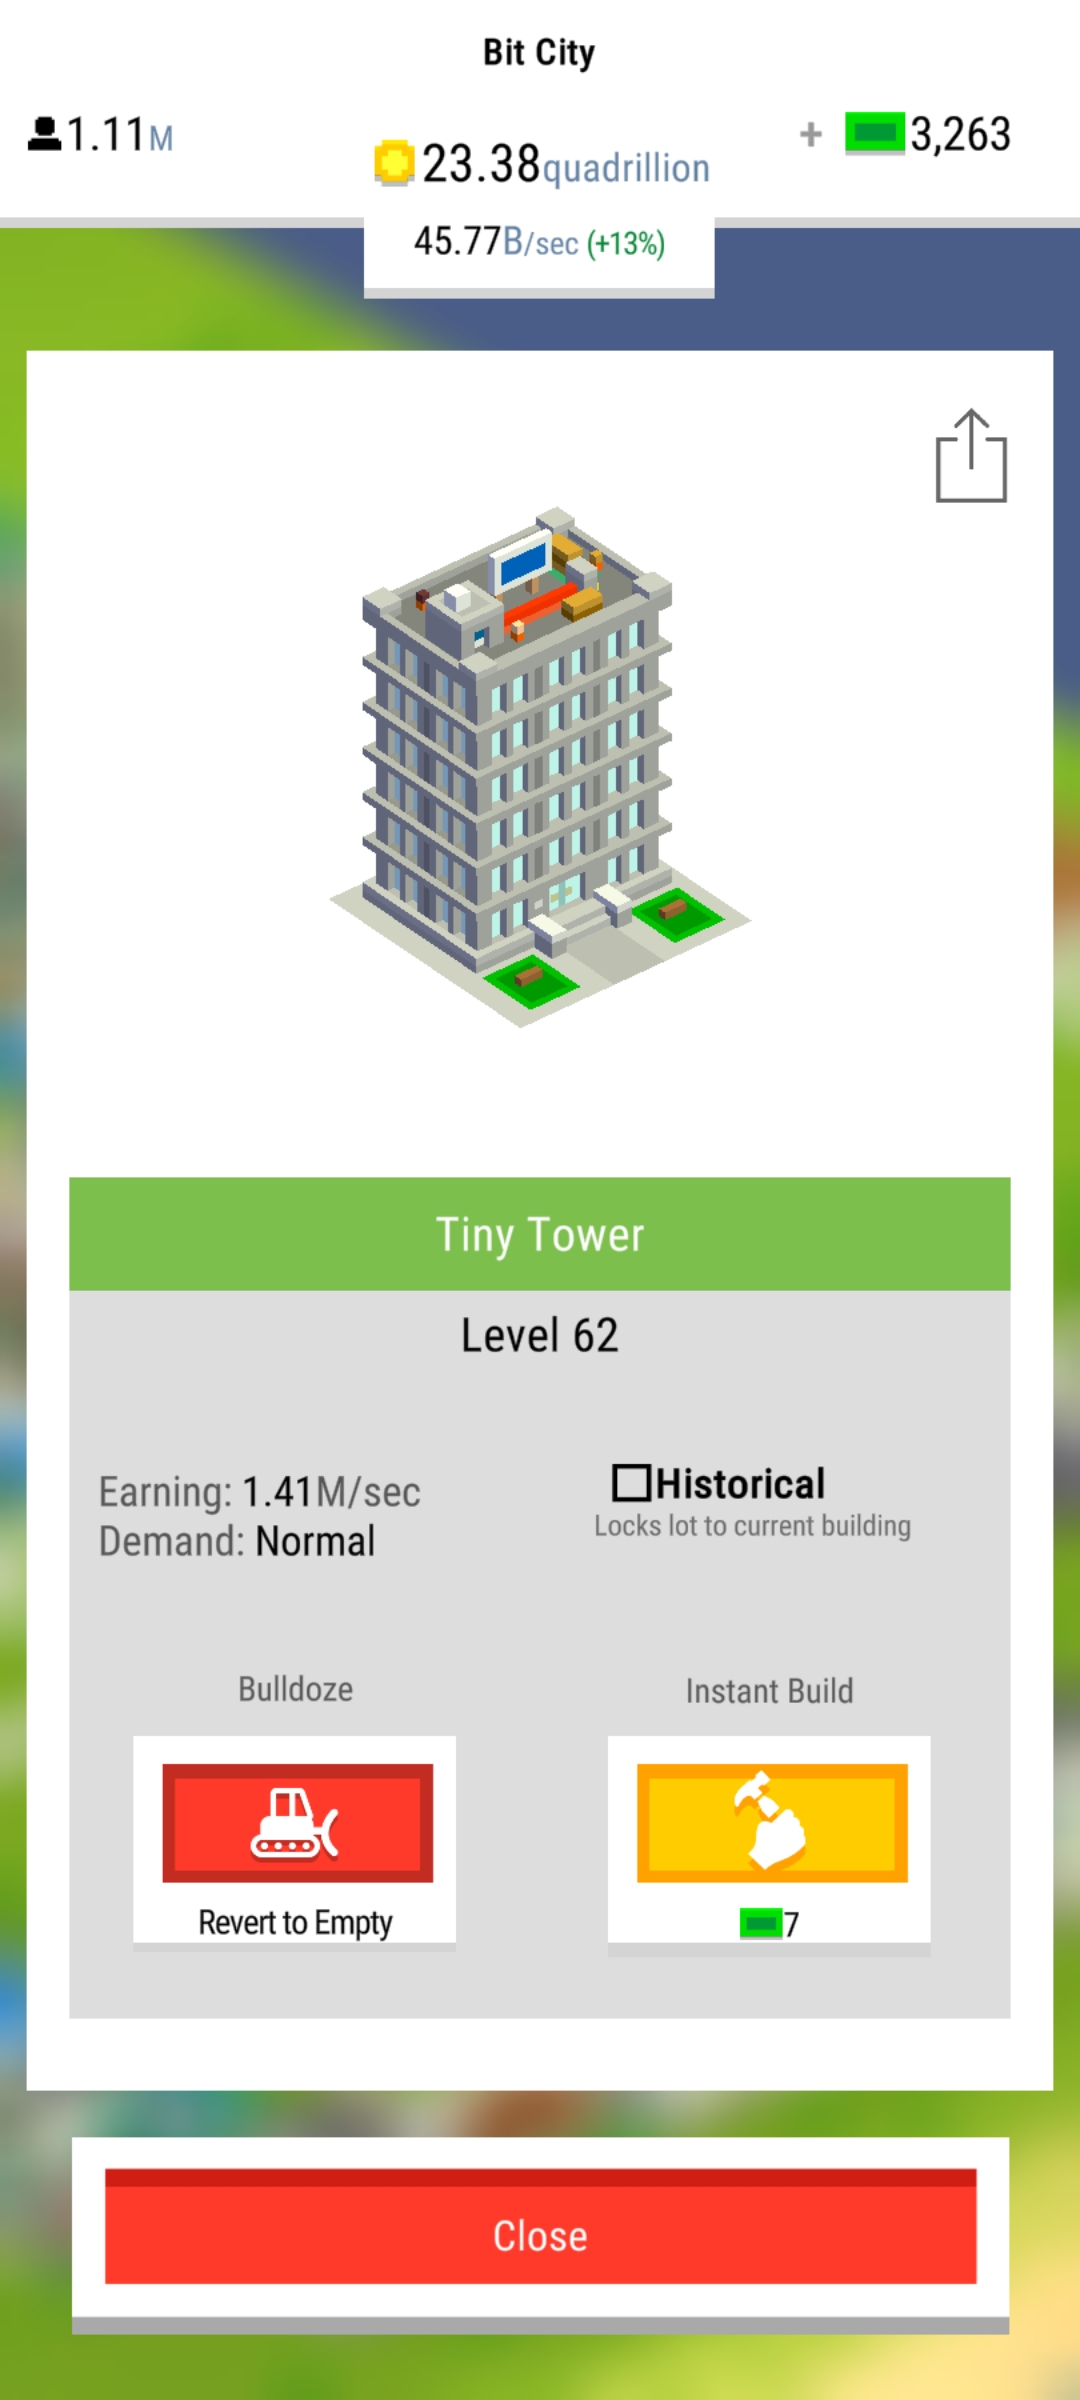 Bit City
1.11M
23.38quadrillion
+ 3,263
45.77B/sec (+13%)
Tiny Tower
Level 62
Earning: 1.41M/sec
Demand: Normal
Historical
Locks lot to current building
Bulldoze
Instant Build
Revert to Empty
7
Close